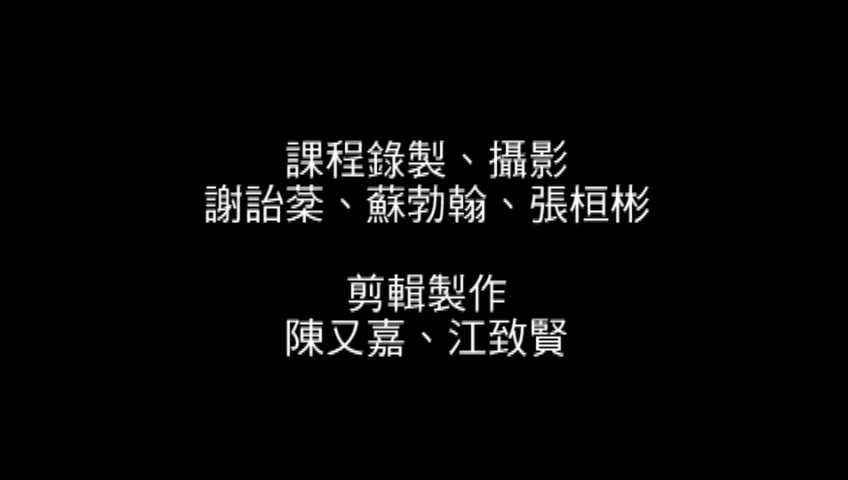 課程錄製、攝影
謝詒蘂、蘇勃翰、張桓彬
剪輯製作
陳又嘉、江致賢